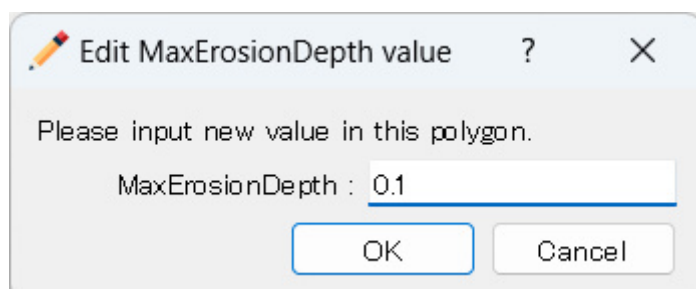 Edit MaxErosionDepth value ?
Please input new value in this polygon.
MaxErosionDepth : 0.1
OK Cancel